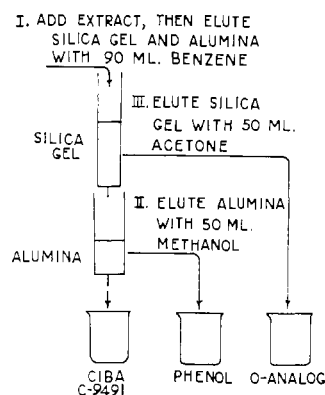 I. ADD EXTRACT, THEN ELUTE
SILICA GEL AND ALUMINA
WITH 90 ML. BENZENE
III. ELUTE SILICA
GEL WITH 50 ML.
ACETONE
SILICA
GEL
II. ELUTE ALUMINA
WITH 50 ML.
METHANOL
ALUMINA
CIBA
C-9491
PHENOL
O-ANALOG